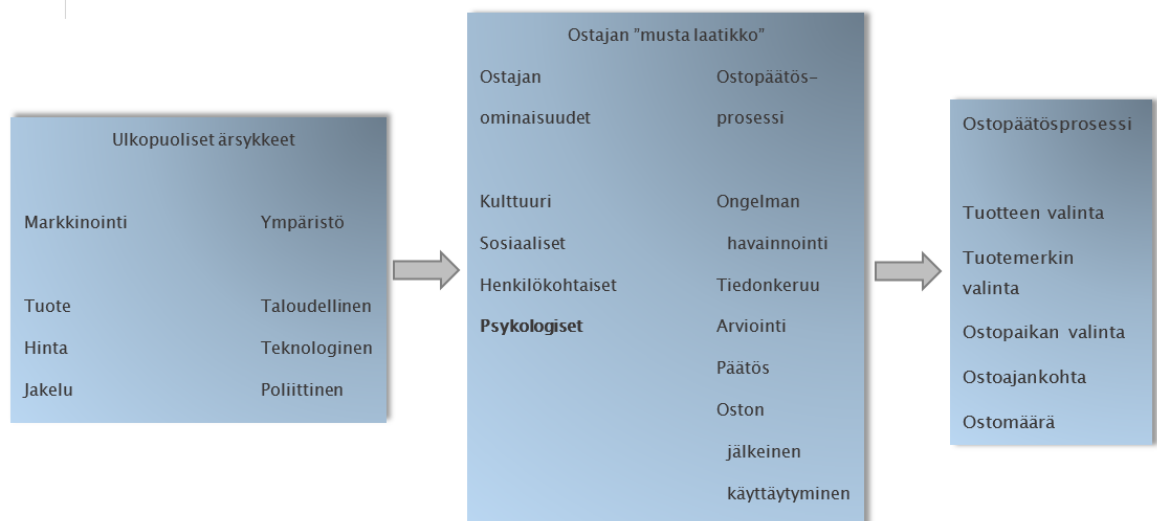 Ulkopuoliset ärsykkeet
Markkinointi Ympäristö
Tuote Taloudellinen
Hinta Teknologinen
Jakelu Poliittinen
Ostajan "musta laatikko"
Ostajan Ostopäätös-
ominaisuudet prosessi
Kulttuuri Ongelman
Sosiaaliset havainnointi
Henkilökohtaiset Tiedonkeruu
Psykologiset Arviointi
Päätös
Oston
jälkeinen
käyttäytyminen
Ostopäätösprosessi
Tuotteen valinta
Tuotemerkin
valinta
Ostopaikan valinta
Ostoajankohta
Ostomäärä